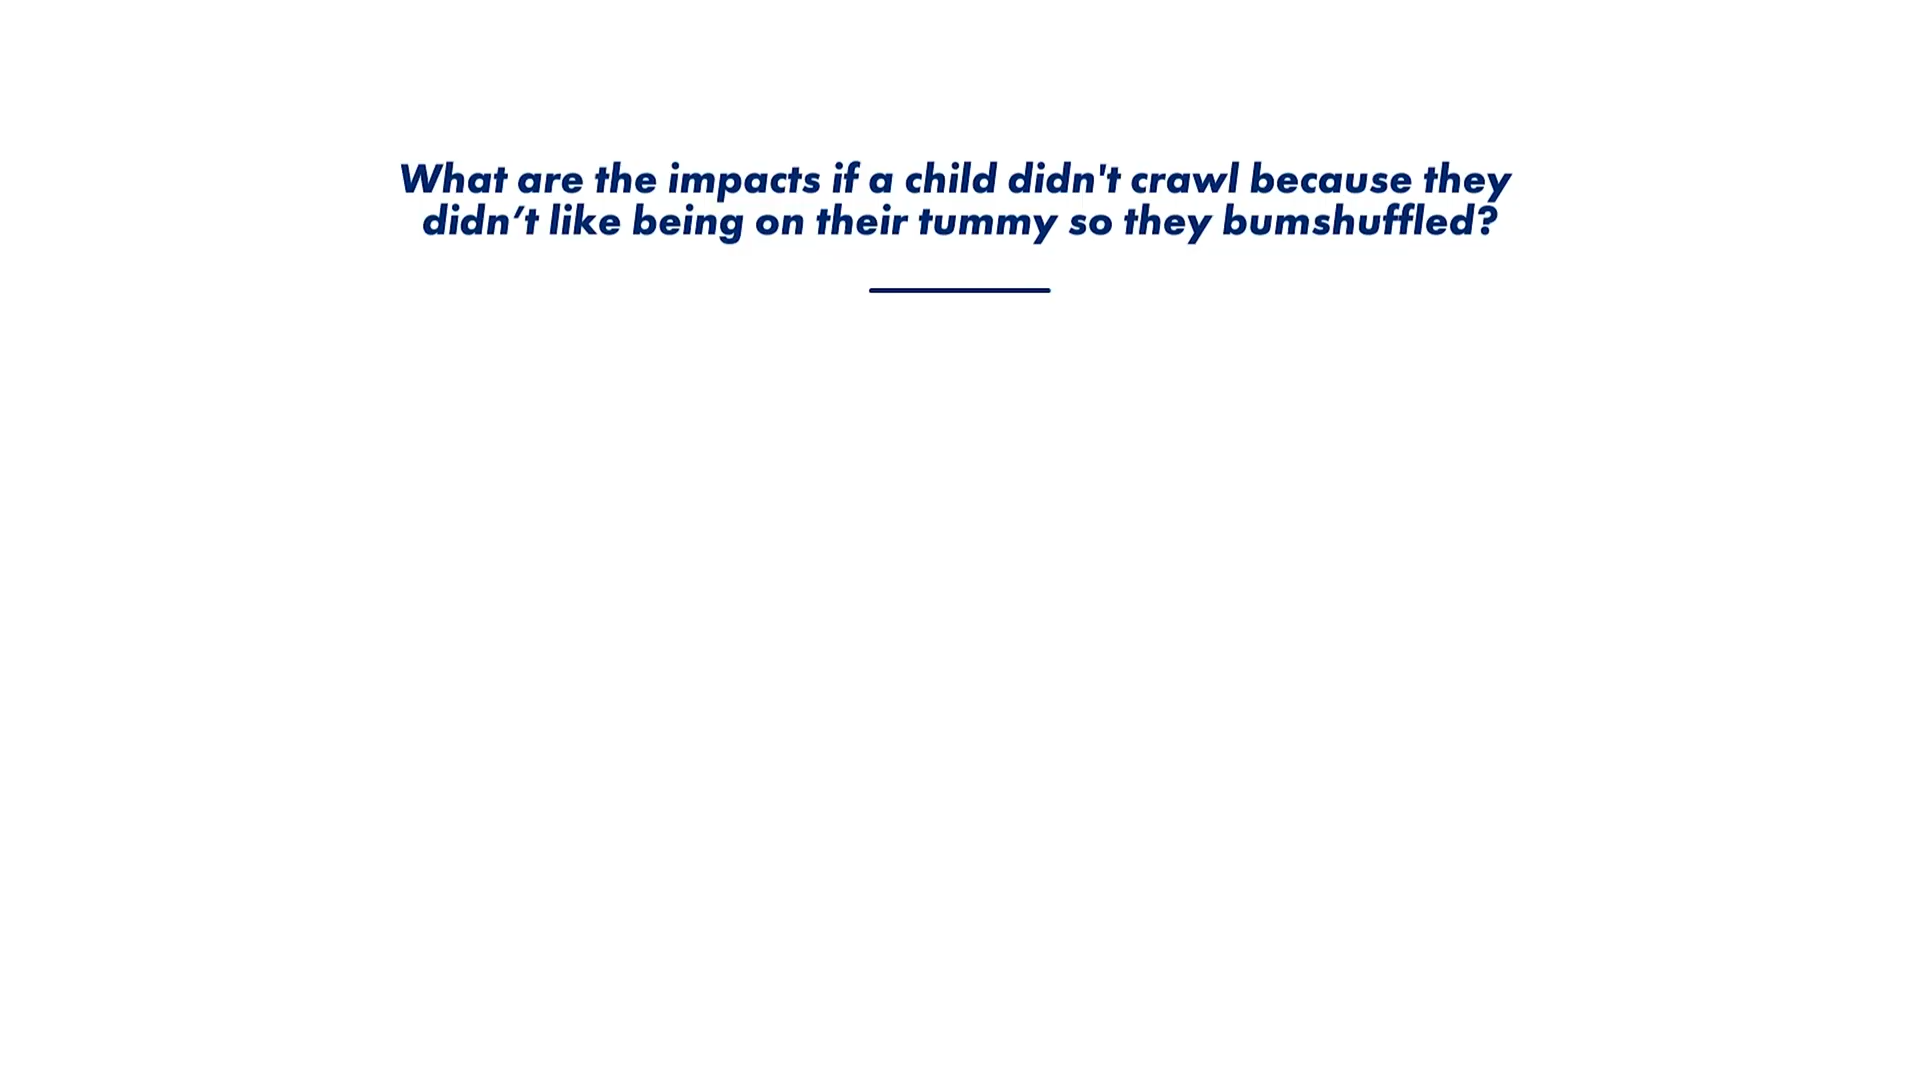 What are the impacts if a child didn't crawl because they
didn’t like being on their tummy so they bumshuffled?